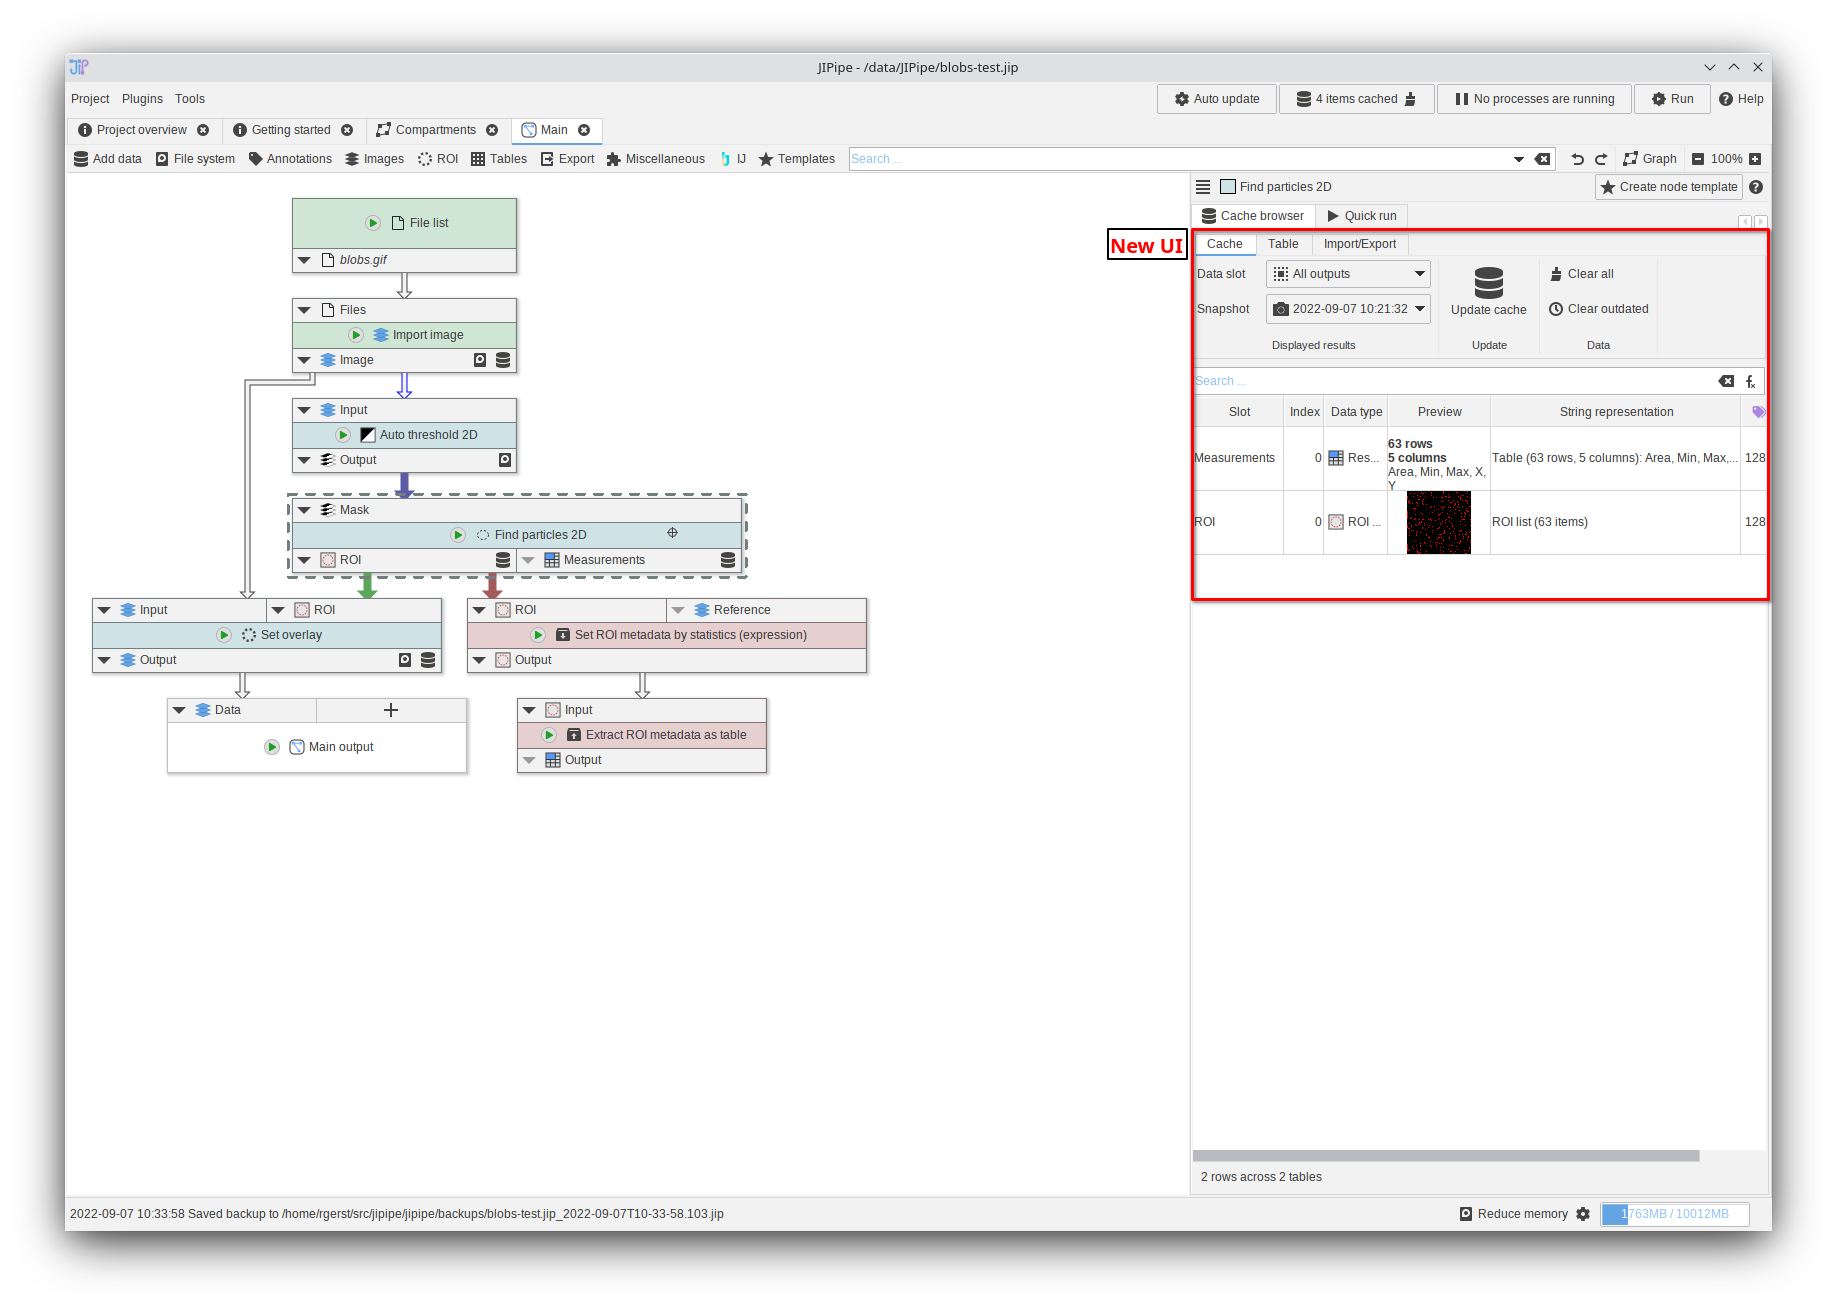 JIPipe - /data/JIPipe/blobs-test.jip
Project Plugins Tools
Auto update 4 items cached No processes are running Run Help
Project overview Getting started Compartments Main
Add data File system Annotations Images ROI Tables Export Miscellaneous IJ Templates Search ... Graph 100%
File list
blobs.gif
Files
Import image
Image
Input
Auto threshold 2D
Output
Mask
Find particles 2D
ROI Measurements
Input ROI
Set overlay
Output
ROI Reference
Set ROI metadata by statistics (expression)
Output
Data
Main output
Input
Extract ROI metadata as table
Output
New UI
Find particles 2D Create node template
Cache browser Quick run
Cache Table Import/Export
Data slot All outputs
Snapshot 2022-09-07 10:21:32
Displayed results
Update cache
Update
Clear all
Clear outdated
Data
Search ...
Slot Index Data type Preview String representation
Measurements 0 Res... 63 rows
5 columns
Area, Min, Max, X,
Y
Table (63 rows, 5 columns): Area, Min, Max,... 128
ROI 0 ROI ... ROI list (63 items) 128
2 rows across 2 tables
2022-09-07 10:33:58 Saved backup to /home/rgerst/src/jipipe/jipipe/backups/blobs-test.jip_2022-09-07T10-33-58.103.jip
Reduce memory 1763MB / 10012MB